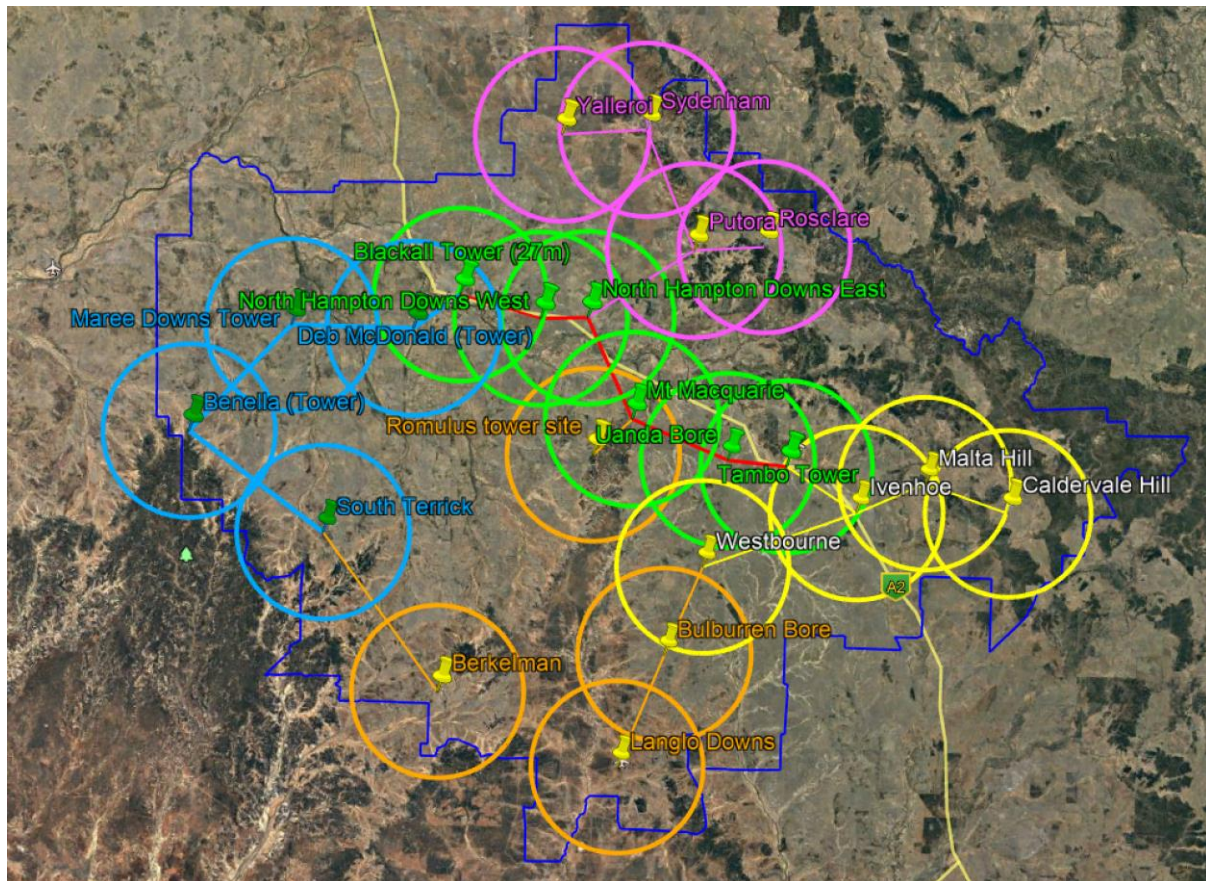 Yalleroi
Sydenham
Putora
Rosclare
Blackall Tower (27m)
North Hampton Downs West
North Hampton Downs East
Maree Downs Tower
Deb McDonald (Tower)
Benella (Tower)
Mt Macquarie
Romulus tower site
Uanda Bore
Tambo Tower
Malta Hill
Ivenhoe
Caldervale Hill
South Terrick
Westbourne
A2
Bulburren Bore
Berkelman
Langlo Downs